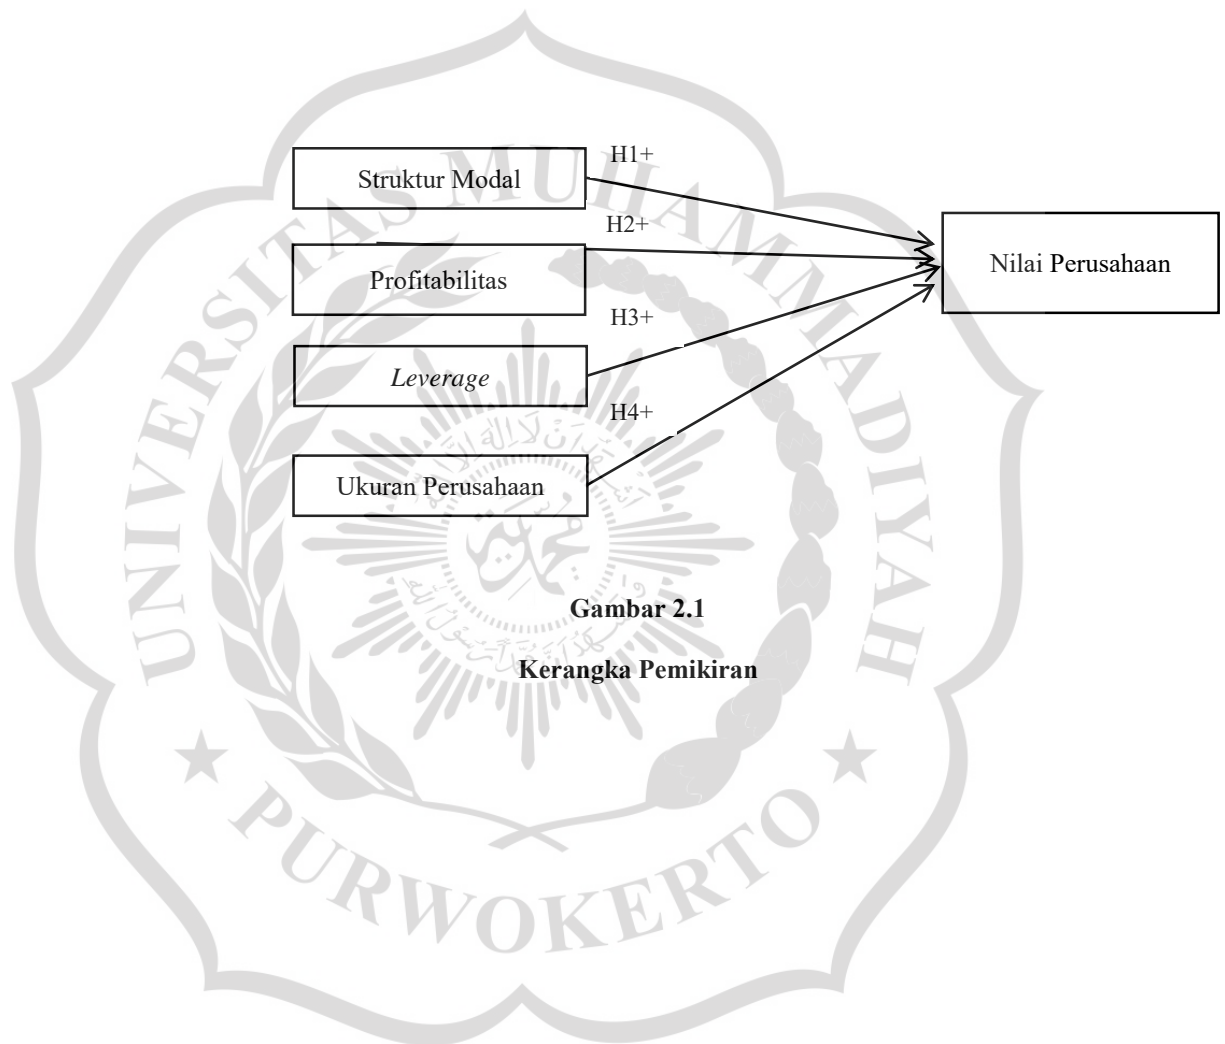 H1+
Struktur Modal
H2+
Profitabilitas
Nilai Perusahaan
H3+
Leverage
H4+
Ukuran Perusahaan
Gambar 2.1
Kerangka Pemikiran
UNIVERSITAS MUHAMMADIYAH
PURWOKERTO